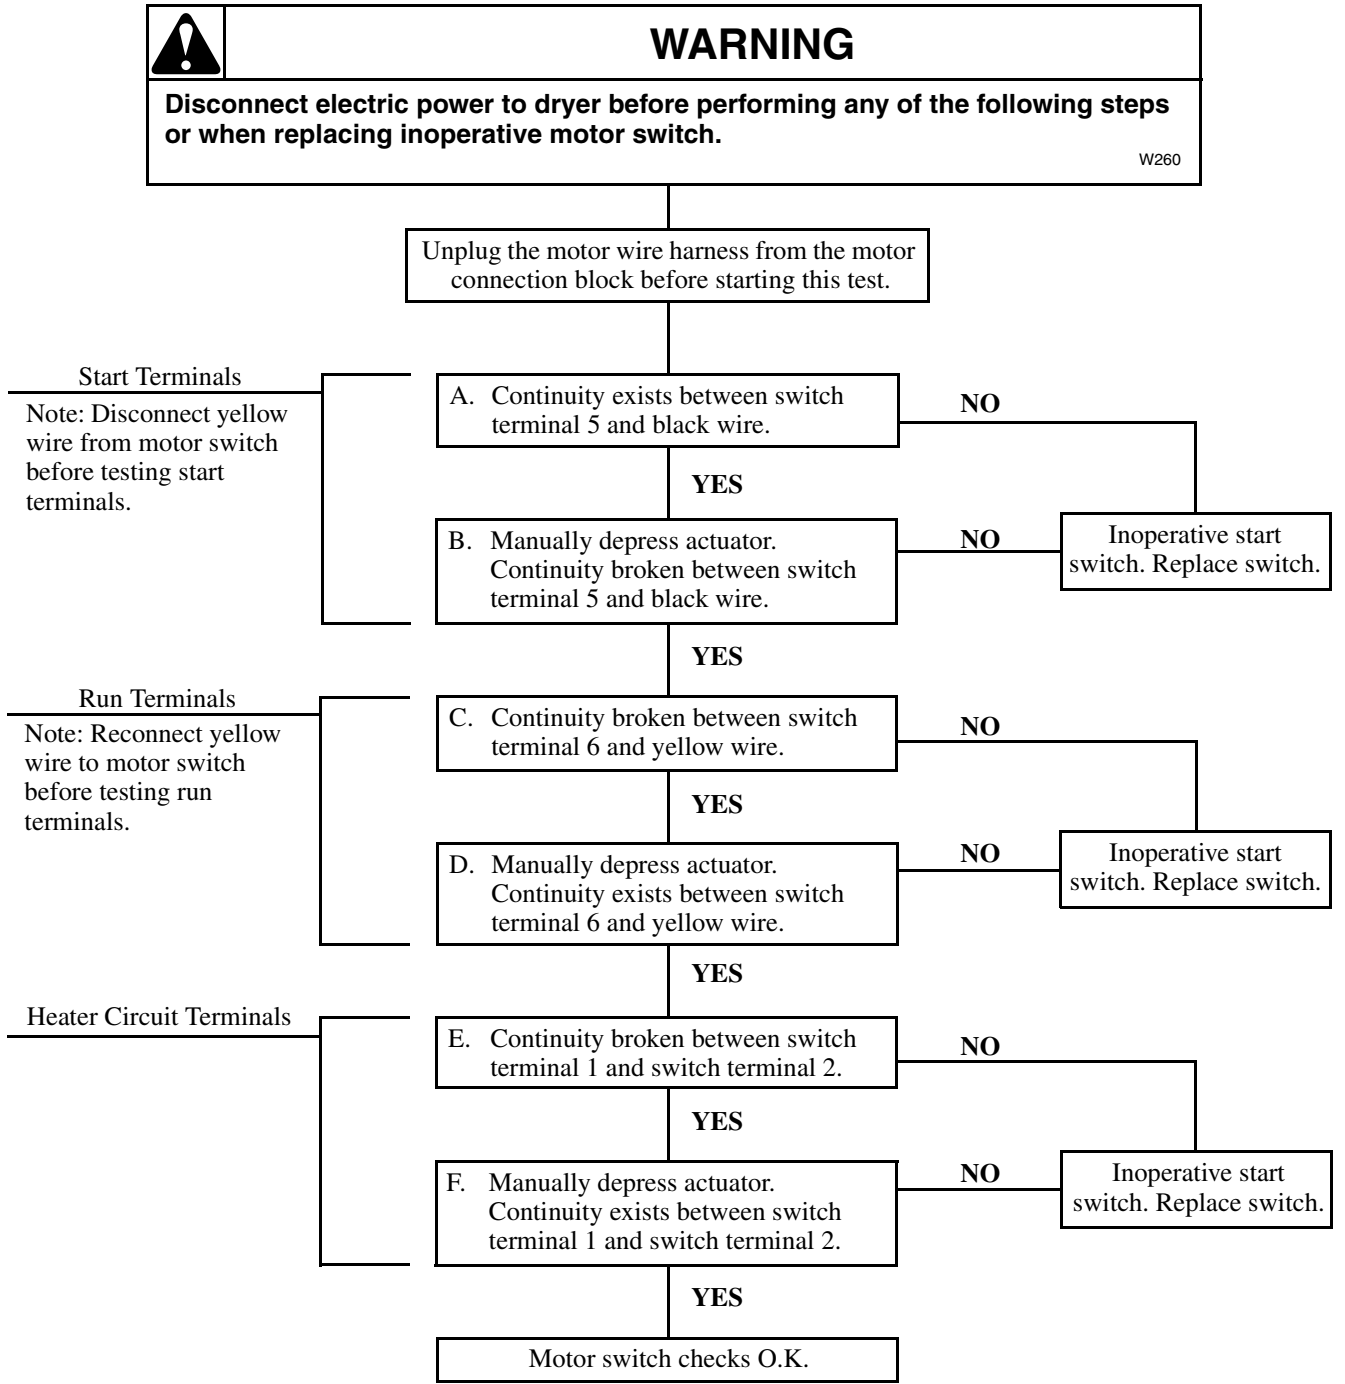 WARNING
Disconnect electric power to dryer before performing any of the following steps
or when replacing inoperative motor switch.
W260
Unplug the motor wire harness from the motor
connection block before starting this test.
Start Terminals
Note: Disconnect yellow
wire from motor switch
before testing start
terminals.
A. Continuity exists between switch
terminal 5 and black wire.
NO
YES
B. Manually depress actuator.
Continuity broken between switch
terminal 5 and black wire.
NO
Inoperative start
switch. Replace switch.
YES
Run Terminals
Note: Reconnect yellow
wire to motor switch
before testing run
terminals.
C. Continuity broken between switch
terminal 6 and yellow wire.
NO
YES
D. Manually depress actuator.
Continuity exists between switch
terminal 6 and yellow wire.
NO
Inoperative start
switch. Replace switch.
YES
Heater Circuit Terminals
E. Continuity broken between switch
terminal 1 and switch terminal 2.
NO
YES
F. Manually depress actuator.
Continuity exists between switch
terminal 1 and switch terminal 2.
NO
Inoperative start
switch. Replace switch.
YES
Motor switch checks O.K.